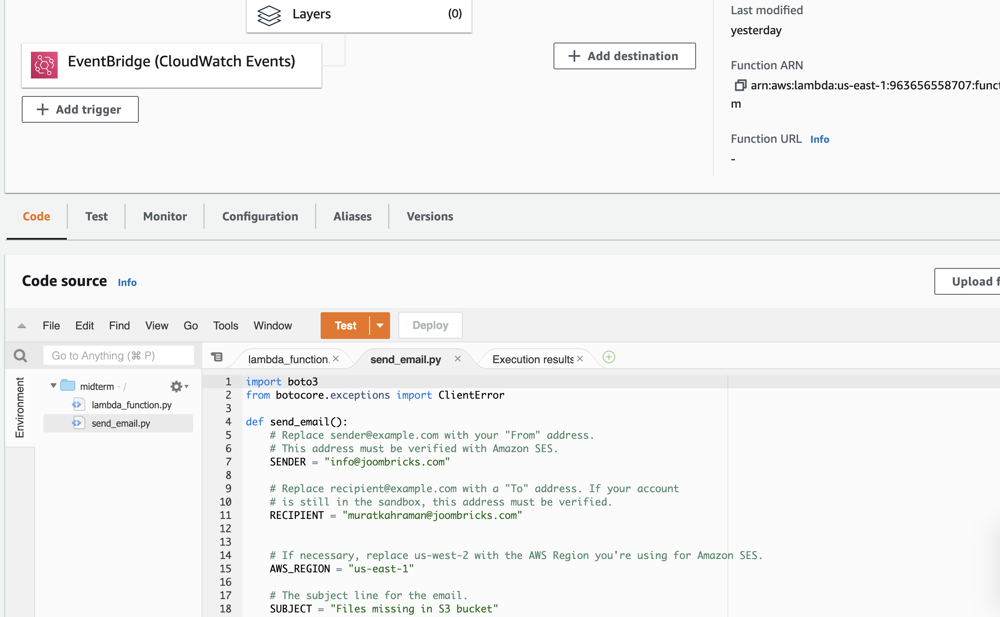 Layers (0)
EventBridge (CloudWatch Events)
+ Add trigger
+ Add destination
Last modified
yesterday
Function ARN
arn:aws:lambda:us-east-1:963656558707:funct
m
Function URL Info
-
Code Test Monitor Configuration Aliases Versions
Code source Info
Upload f
File Edit Find View Go Tools Window Test Deploy
Go to Anything (⌘ P)
lambda_function. × send_email.py × Execution results ×
Environment
midterm - /
lambda_function.py
send_email.py
1 import boto3
2 from botocore.exceptions import ClientError
3
4 def send_email():
5     # Replace sender@example.com with your "From" address.
6     # This address must be verified with Amazon SES.
7     SENDER = "info@joombricks.com"
8
9     # Replace recipient@example.com with a "To" address. If your account
10     # is still in the sandbox, this address must be verified.
11     RECIPIENT = "muratkahraman@joombricks.com"
12
13
14     # If necessary, replace us-west-2 with the AWS Region you're using for Amazon SES.
15     AWS_REGION = "us-east-1"
16
17     # The subject line for the email.
18     SUBJECT = "Files missing in S3 bucket"